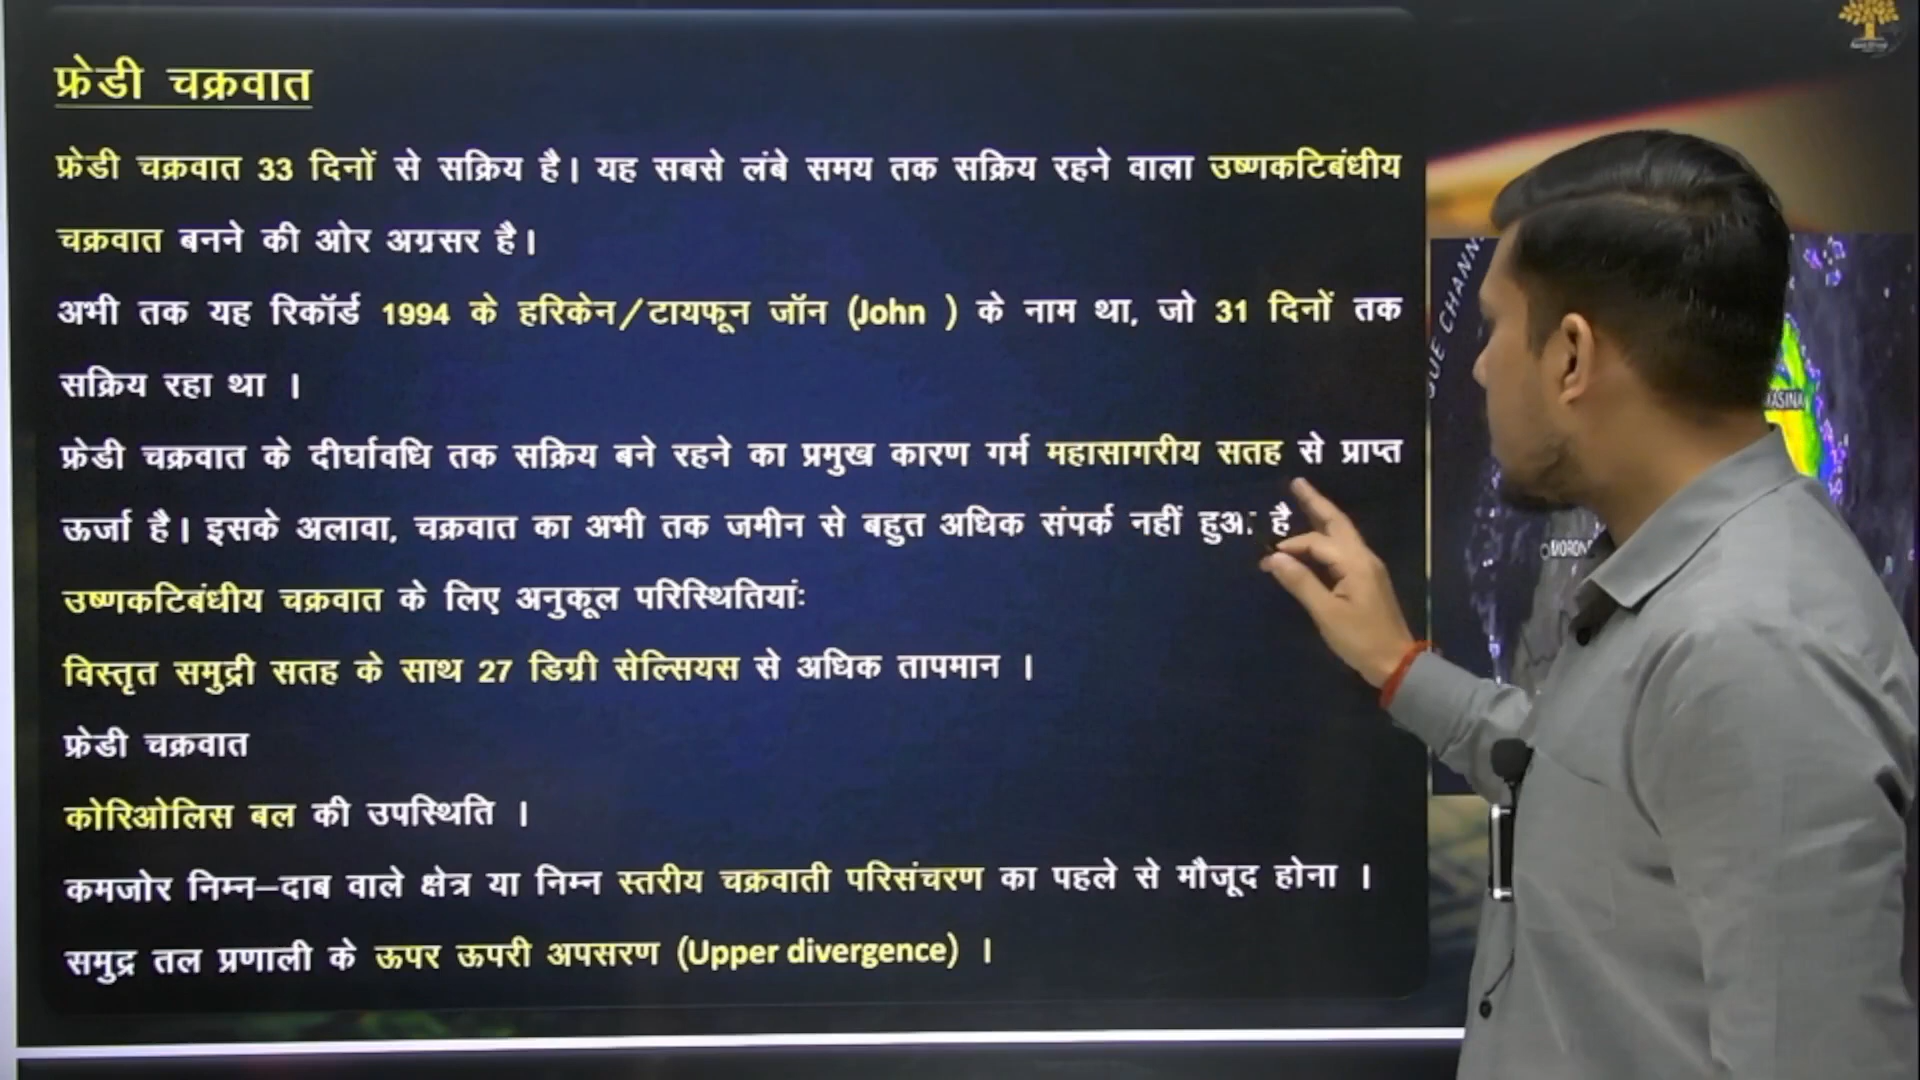 फ्रेडी चक्रवात
फ्रेडी चक्रवात 33 दिनों से सक्रिय है। यह सबसे लंबे समय तक सक्रिय रहने वाला उष्णकटिबंधीय
चक्रवात बनने की ओर अग्रसर है।
अभी तक यह रिकॉर्ड 1994 के हरिकेन/टायफून जॉन (John ) के नाम था, जो 31 दिनों तक
सक्रिय रहा था ।
फ्रेडी चक्रवात के दीर्घावधि तक सक्रिय बने रहने का प्रमुख कारण गर्म महासागरीय सतह से प्राप्त
ऊर्जा है। इसके अलावा, चक्रवात का अभी तक जमीन से बहुत अधिक संपर्क नहीं हुआ है
उष्णकटिबंधीय चक्रवात के लिए अनुकूल परिस्थितियांः
विस्तृत समुद्री सतह के साथ 27 डिग्री सेल्सियस से अधिक तापमान ।
फ्रेडी चक्रवात
कोरिओलिस बल की उपस्थिति ।
कमजोर निम्न–दाब वाले क्षेत्र या निम्न स्तरीय चक्रवाती परिसंचरण का पहले से मौजूद होना ।
समुद्र तल प्रणाली के ऊपर ऊपरी अपसरण (Upper divergence) ।